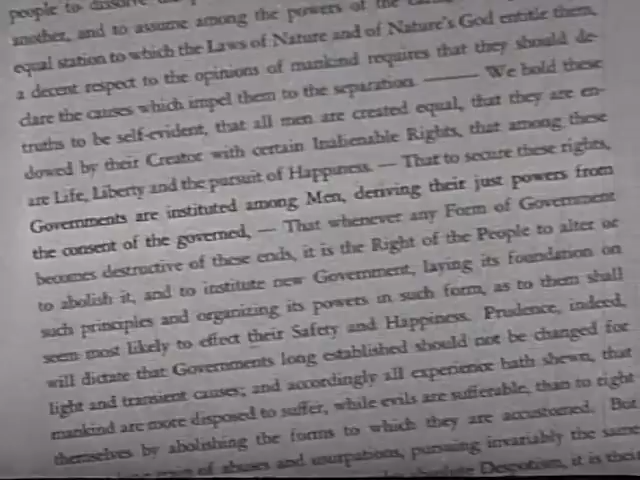 people to dissolve the
another, and to assume among the powers of the
equal station to which the Laws of Nature and of Nature's God entitle them,
a decent respect to the opinions of mankind requires that they should de-
clare the causes which impel them to the separation. —— We hold these
truths to be self-evident, that all men are created equal, that they are en-
dowed by their Creator with certain Inalienable Rights, that among these
are Life, Liberty and the pursuit of Happiness. — That to secure these rights,
Governments are instituted among Men, deriving their just powers from
the consent of the governed, — That whenever any Form of Government
becomes destructive of these ends, it is the Right of the People to alter or
to abolish it, and to institute new Government, laying its foundation on
such principles and organizing its powers in such form, as to them shall
seem most likely to effect their Safety and Happiness. Prudence, indeed,
will dictate that Governments long established should not be changed for
light and transient causes; and accordingly all experience hath shewn, that
mankind are more disposed to suffer, while evils are sufferable, than to right
themselves by abolishing the forms to which they are accustomed. But
of abuses and usurpations, pursuing invariably the same
absolute Despotism, it is their